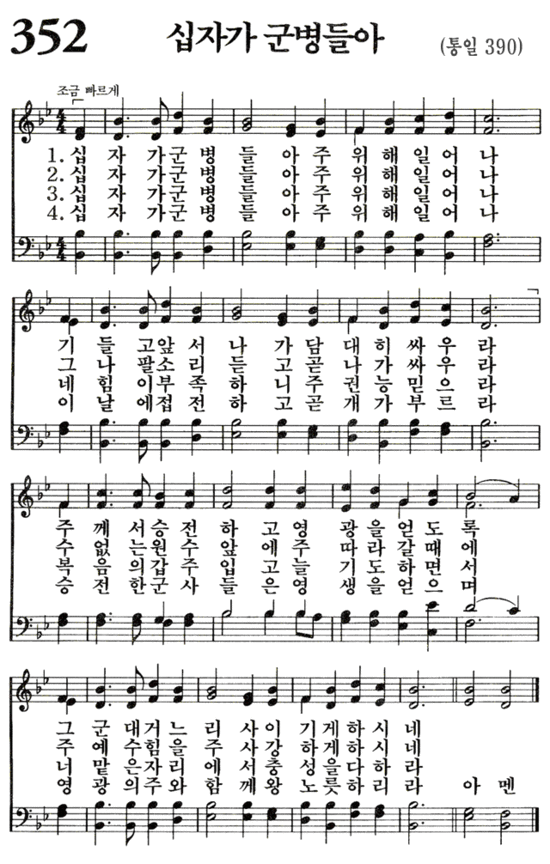 352 십자가 군병들아 (통일 390)
조금 빠르게
1. 십 자 가군 병 들 아 주 위 해일어 나
2. 십 자 가군 병 들 아 주 위 해일어 나
3. 십 자 가군 병 들 아 주 위 해일어 나
4. 십 자 가군 병 들 아 주 위 해일어 나
기 들 고앞 서 나 가 담 대 히 싸우 라
그 나 팔소 리 듣 고 곧 나 가 싸우 라
네 힘 이부 족 하 니 주 권 능 믿으 라
이 날 에접 전 하 고 곧 개 가 부르 라
주 께 서승 전 하 고 영 광 을얻도 록
수 없 는원 수 앞 에 주 따 라갈때 에
복 음 의갑 주 입 고 늘 기 도하면 서
승 전 한군 사 들 은 영 생 을얻으 며
그 군 대거 느 리 사 이 기 게하시 네
주 예 수힘 을 주 사 강 하 게하시 네
너 맡 은자 리 에 서 충 성 을다하 라
영 광 의주 와 함 께 왕 노 릇하리 라 아 멘